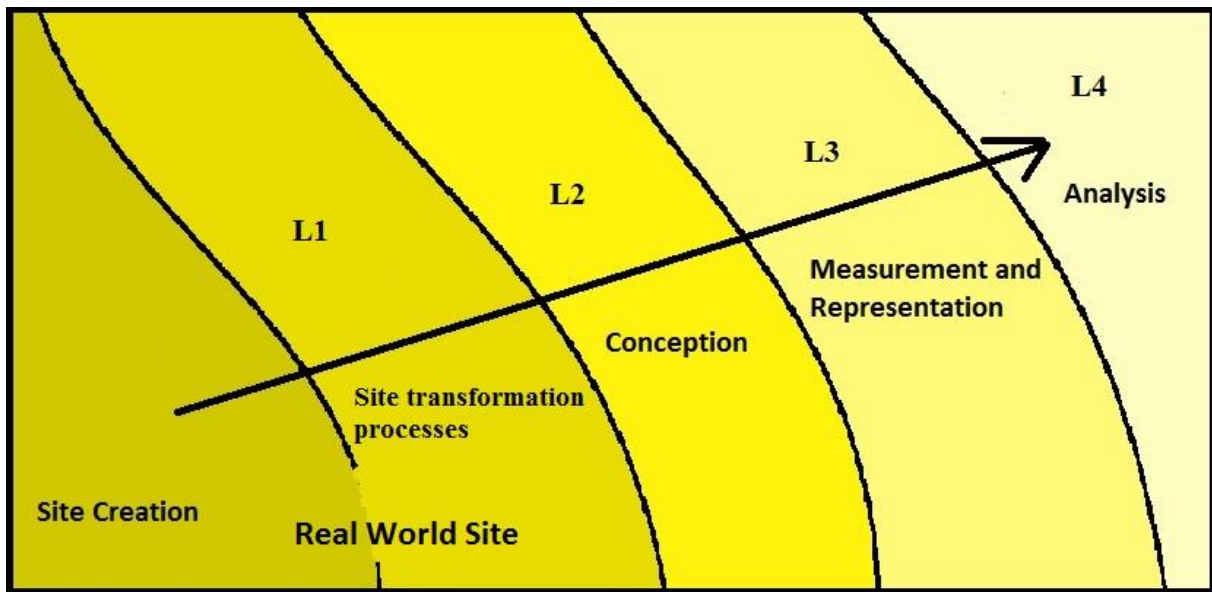 L4
L3
Analysis
L2
L1
Measurement and
Representation
Conception
Site transformation
processes
Site Creation
Real World Site